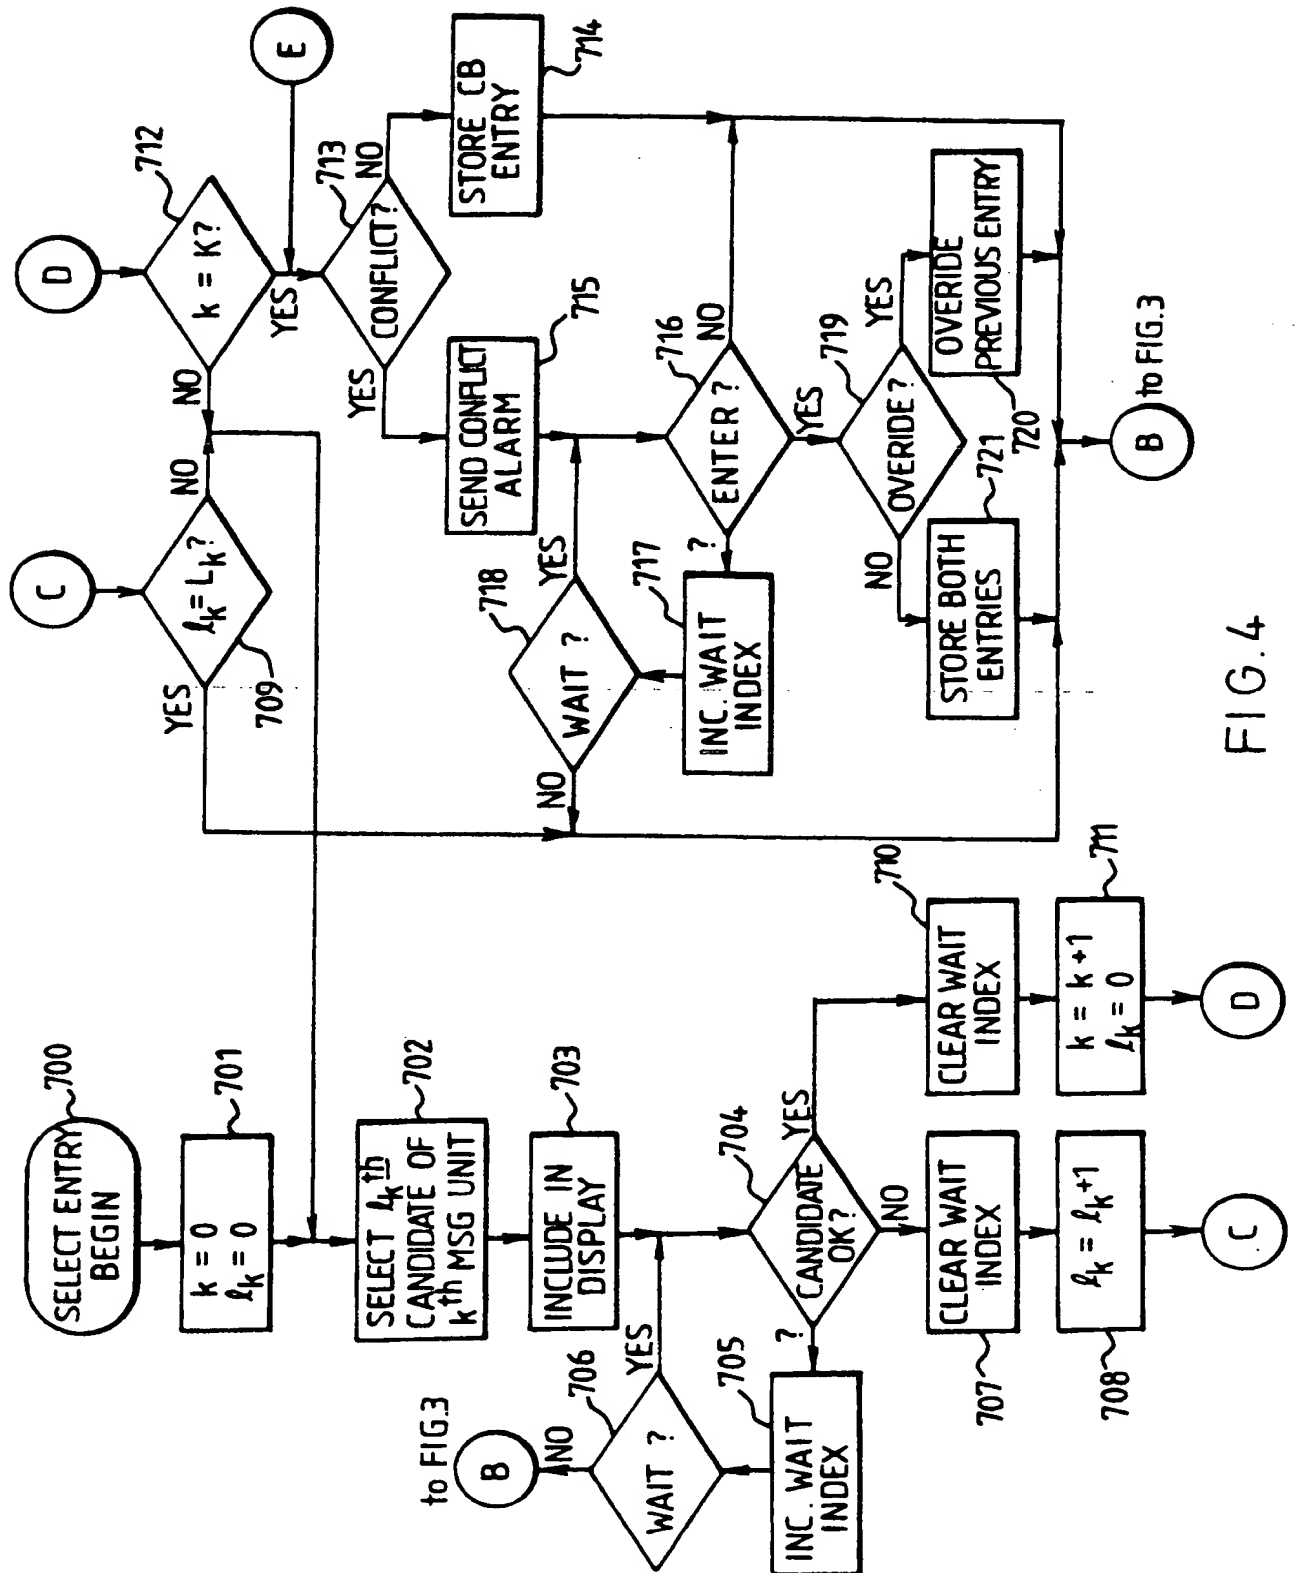 SELECT ENTRY
BEGIN
700
k = 0
ℓk = 0
701
SELECT ℓk th
CANDIDATE OF
kth MSG UNIT
702
INCLUDE IN
DISPLAY
703
CANDIDATE
OK?
704
YES
NO
?
INC. WAIT
INDEX
705
WAIT ?
706
YES
NO
B
to FIG.3
CLEAR WAIT
INDEX
707
ℓk = ℓk+1
708
C
CLEAR WAIT
INDEX
710
k = k+1
ℓk = 0
711
D
C
ℓk = Lk?
709
YES
NO
D
k = K?
712
NO
YES
E
CONFLICT?
713
YES
NO
STORE CB
ENTRY
714
SEND CONFLICT
ALARM
715
ENTER ?
716
NO
YES
?
INC. WAIT
INDEX
717
WAIT ?
718
YES
NO
OVERRIDE?
719
YES
NO
OVERRIDE
PREVIOUS ENTRY
720
STORE BOTH
ENTRIES
721
B
to FIG.3
FIG.4